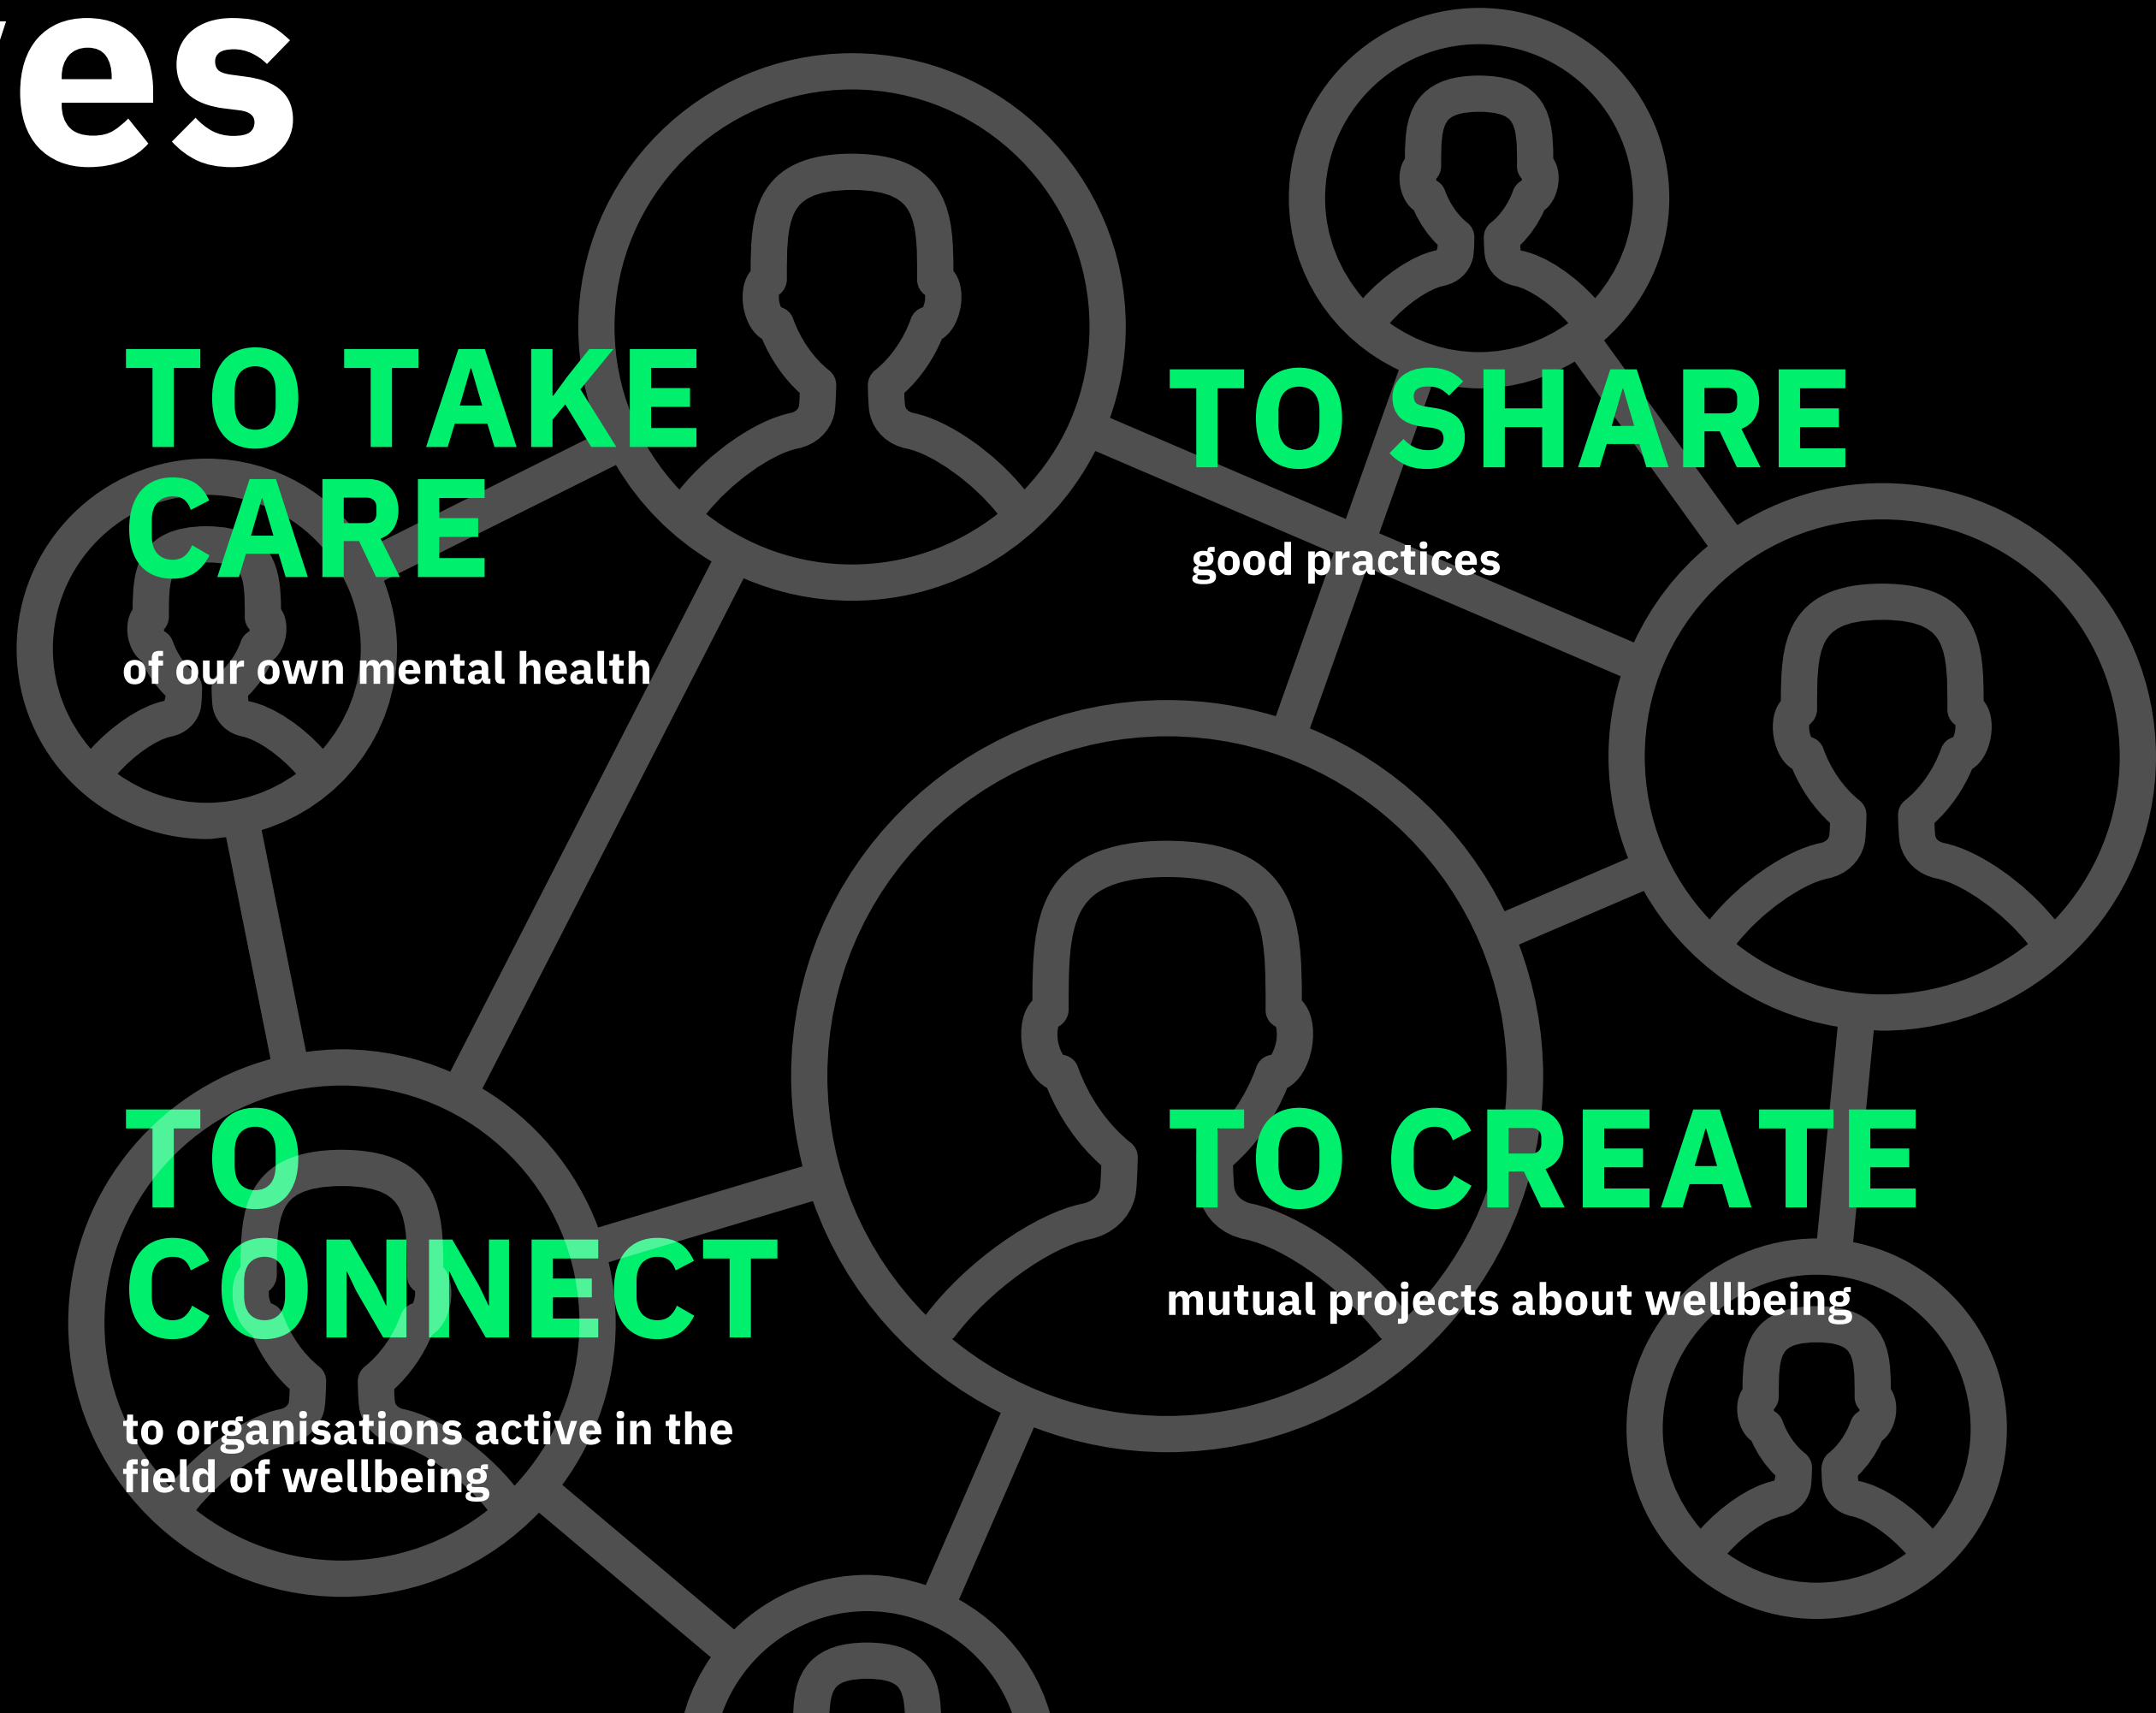 es
TO TAKE
CARE
of our own mental health
TO SHARE
good practices
TO
CONNECT
to organisations active in the
field of wellbeing
TO CREATE
mutual projects about wellbeing